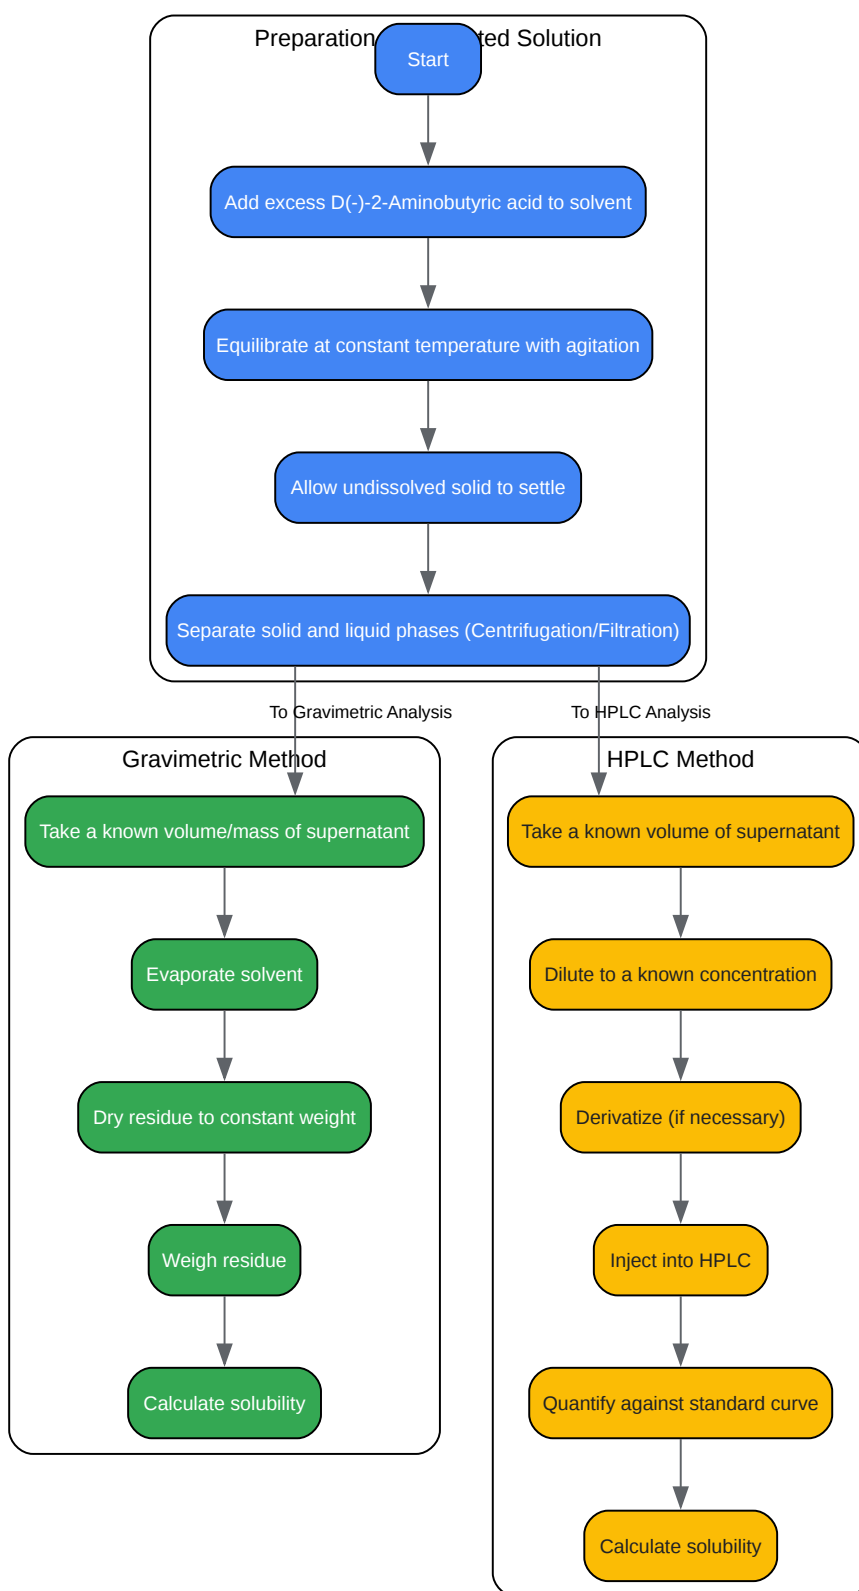 Preparation ted Solution
Start
Add excess D(-)-2-Aminobutyric acid to solvent
Equilibrate at constant temperature with agitation
Allow undissolved solid to settle
Separate solid and liquid phases (Centrifugation/Filtration)
To Gravimetric Analysis
To HPLC Analysis
Gravimetric Method
HPLC Method
Take a known volume/mass of supernatant
Take a known volume of supernatant
Evaporate solvent
Dilute to a known concentration
Dry residue to constant weight
Derivatize (if necessary)
Weigh residue
Inject into HPLC
Calculate solubility
Quantify against standard curve
Calculate solubility